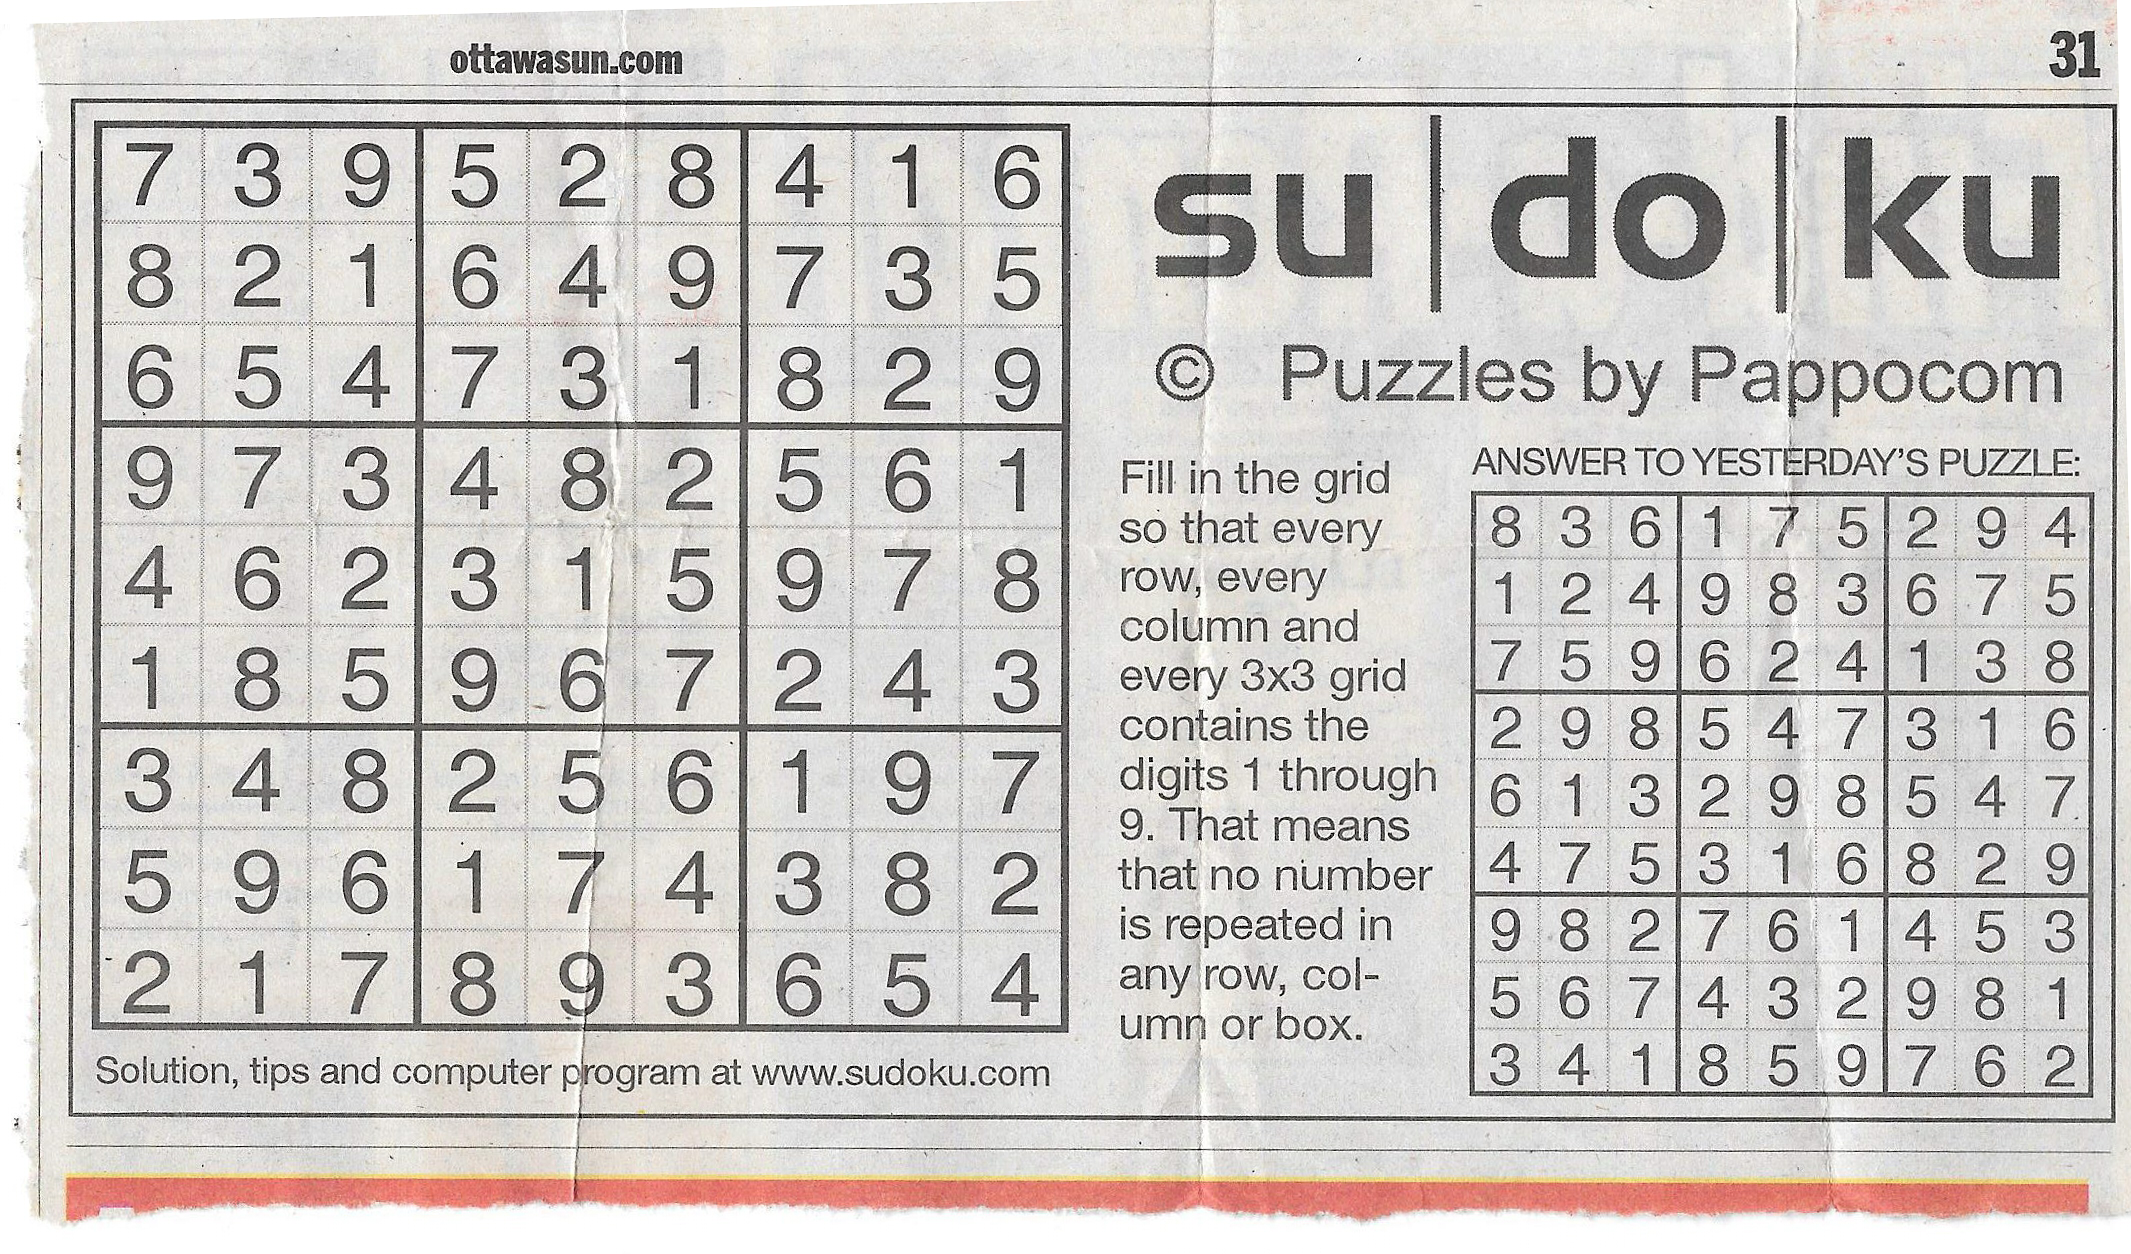 ottawasun.com
31
7 3 9 5 2 8 4 1 6
8 2 1 6 4 9 7 3 5
6 5 4 7 3 1 8 2 9
9 7 3 4 8 2 5 6 1
4 6 2 3 1 5 9 7 8
1 8 5 9 6 7 2 4 3
3 4 8 2 5 6 1 9 7
5 9 6 1 7 4 3 8 2
2 1 7 8 9 3 6 5 4
Solution, tips and computer program at www.sudoku.com
su|do|ku
© Puzzles by Pappocom
Fill in the grid
so that every
row, every
column and
every 3x3 grid
contains the
digits 1 through
9. That means
that no number
is repeated in
any row, col-
umn or box.
ANSWER TO YESTERDAY'S PUZZLE:
8 3 6 1 7 5 2 9 4
1 2 4 9 8 3 6 7 5
7 5 9 6 2 4 1 3 8
2 9 8 5 4 7 3 1 6
6 1 3 2 9 8 5 4 7
4 7 5 3 1 6 8 2 9
9 8 2 7 6 1 4 5 3
5 6 7 4 3 2 9 8 1
3 4 1 8 5 9 7 6 2